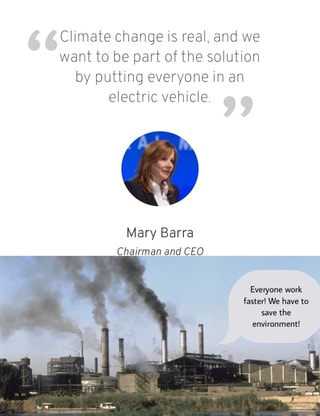 “Climate change is real, and we
want to be part of the solution
by putting everyone in an
electric vehicle.”
Mary Barra
Chairman and CEO
Everyone work
faster! We have to
save the
environment!